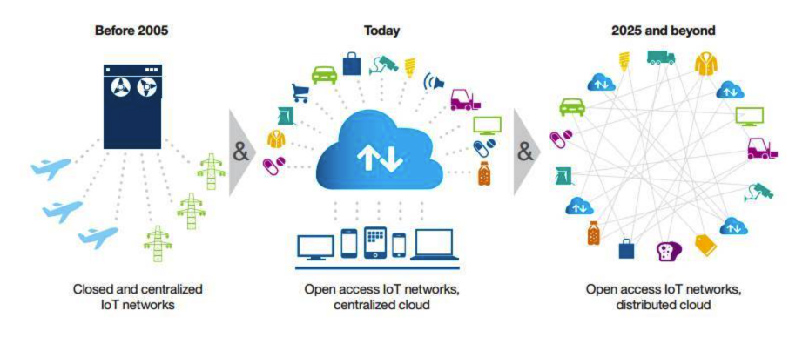 Before 2005
Today
2025 and beyond
&
&
Closed and centralized
IoT networks
Open access IoT networks,
centralized cloud
Open access IoT networks,
distributed cloud